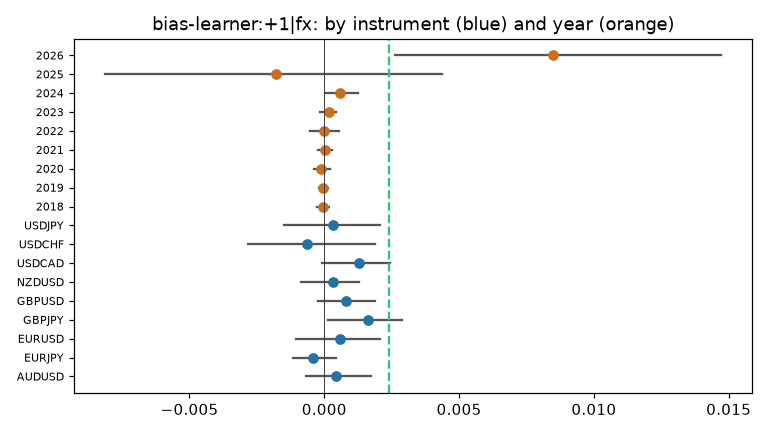 bias-learner:+1|fx: by instrument (blue) and year (orange)
2026
2025
2024
2023
2022
2021
2020
2019
2018
USDJPY
USDCHF
USDCAD
NZDUSD
GBPUSD
GBPJPY
EURUSD
EURJPY
AUDUSD
−0.005 0.000 0.005 0.010 0.015